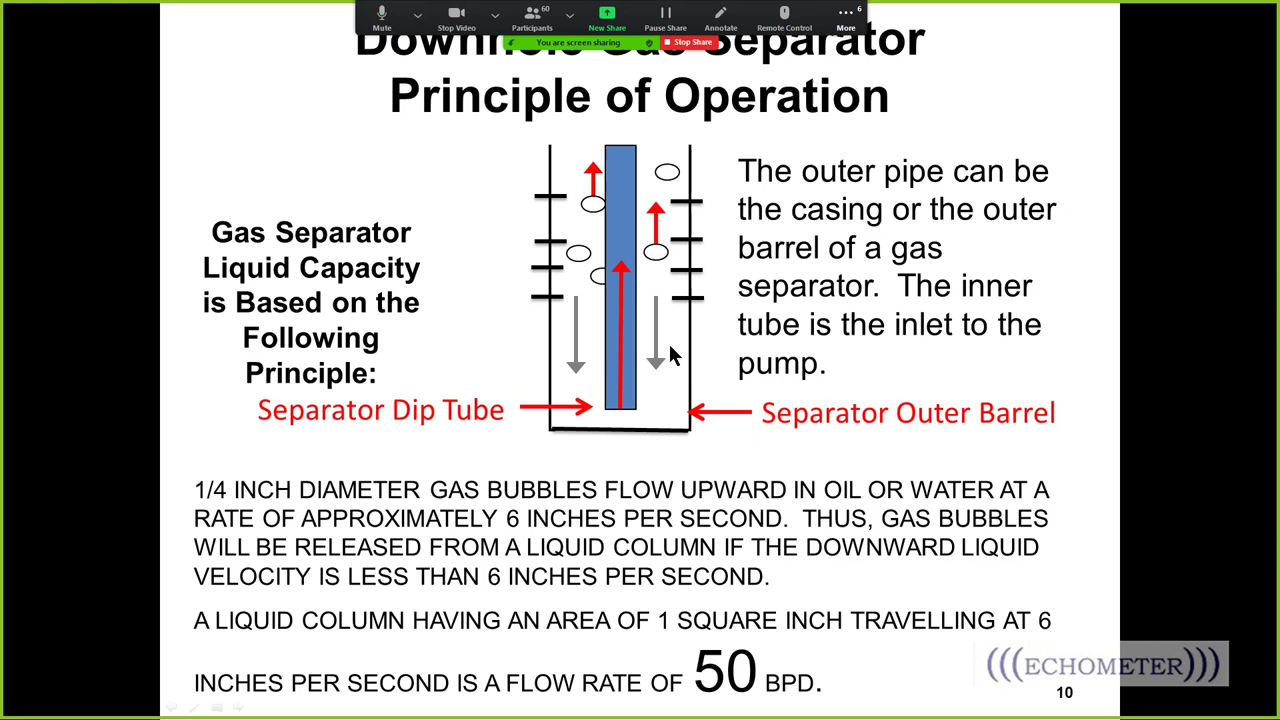 Mute
Stop Video
Participants
60
New Share
Pause Share
Annotate
Remote Control
More
6
You are screen sharing
Stop Share
Separator
Principle of Operation
Gas Separator
Liquid Capacity
is Based on the
Following
Principle:
The outer pipe can be
the casing or the outer
barrel of a gas
separator. The inner
tube is the inlet to the
pump.
Separator Dip Tube
Separator Outer Barrel
1/4 INCH DIAMETER GAS BUBBLES FLOW UPWARD IN OIL OR WATER AT A
RATE OF APPROXIMATELY 6 INCHES PER SECOND. THUS, GAS BUBBLES
WILL BE RELEASED FROM A LIQUID COLUMN IF THE DOWNWARD LIQUID
VELOCITY IS LESS THAN 6 INCHES PER SECOND.
A LIQUID COLUMN HAVING AN AREA OF 1 SQUARE INCH TRAVELLING AT 6
INCHES PER SECOND IS A FLOW RATE OF 50 BPD.
(((ECHOMETER)))
10